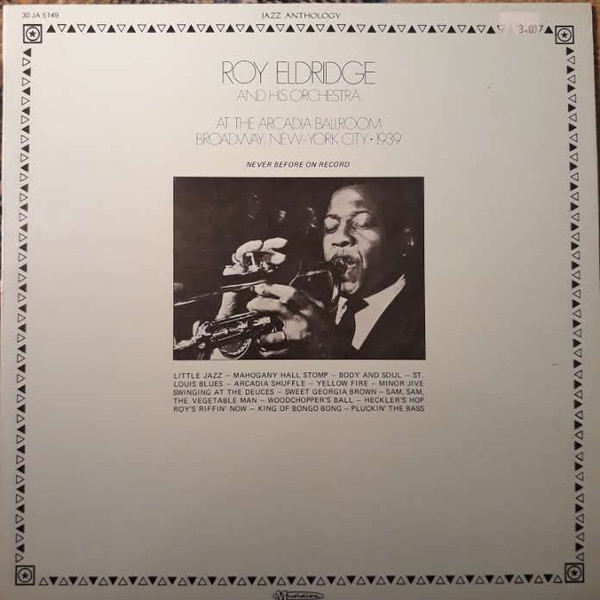 30 JA 5149
JAZZ ANTHOLOGY
3.007
ROY ELDRIDGE
AND HIS ORCHESTRA
AT THE ARCADIA BALLROOM
BROADWAY, NEW-YORK CITY • 1939
NEVER BEFORE ON RECORD
LITTLE JAZZ – MAHOGANY HALL STOMP – BODY AND SOUL – ST.
LOUIS BLUES – ARCADIA SHUFFLE – YELLOW FIRE – MINOR JIVE
SWINGING AT THE DEUCES – SWEET GEORGIA BROWN – SAM, SAM,
THE VEGETABLE MAN – WOODCHOPPER'S BALL – HECKLER'S HOP
ROY'S RIFFIN' NOW – KING OF BONGO BONG – PLUCKIN' THE BASS
Musidisc